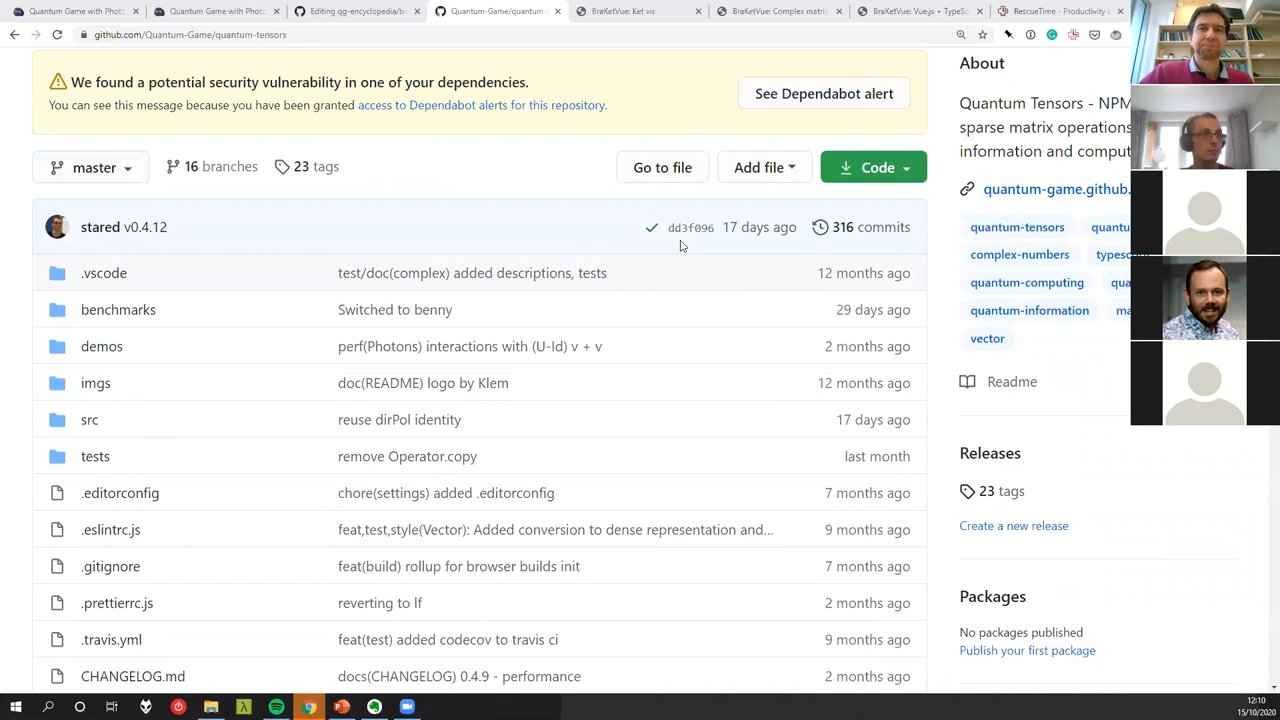 Quantum Game with Phot
Quantum Game with Phot
Editing qg-encyclopedia/be
Quantum-Game/quantum-t
BraKetVue: Ket vis
BraKetVue: Complex matri
BraKetVue: Vue.js + TypeSc
RescueTime - Productivity
github.com/Quantum-Game/quantum-tensors
We found a potential security vulnerability in one of your dependencies.
You can see this message because you have been granted access to Dependabot alerts for this repository.
See Dependabot alert
master
16 branches
23 tags
Go to file
Add file
Code
stared v0.4.12
dd3f096 17 days ago
316 commits
.vscode
test/doc(complex) added descriptions, tests
12 months ago
benchmarks
Switched to benny
29 days ago
demos
perf(Photons) interactions with (U-Id) v + v
2 months ago
imgs
doc(README) logo by Klem
12 months ago
src
reuse dirPol identity
17 days ago
tests
remove Operator.copy
last month
.editorconfig
chore(settings) added .editorconfig
7 months ago
.eslintrc.js
feat,test,style(Vector): Added conversion to dense representation and...
9 months ago
.gitignore
feat(build) rollup for browser builds init
7 months ago
.prettierrc.js
reverting to lf
2 months ago
.travis.yml
feat(test) added codecov to travis ci
9 months ago
CHANGELOG.md
docs(CHANGELOG) 0.4.9 - performance
2 months ago
About
Quantum Tensors - NPM
sparse matrix operations
information and comput
quantum-game.github.
quantum-tensors
quantu
complex-numbers
typesc
quantum-computing
qua
quantum-information
ma
vector
Readme
Releases
23 tags
Create a new release
Packages
No packages published
Publish your first package
12:10
15/10/2020